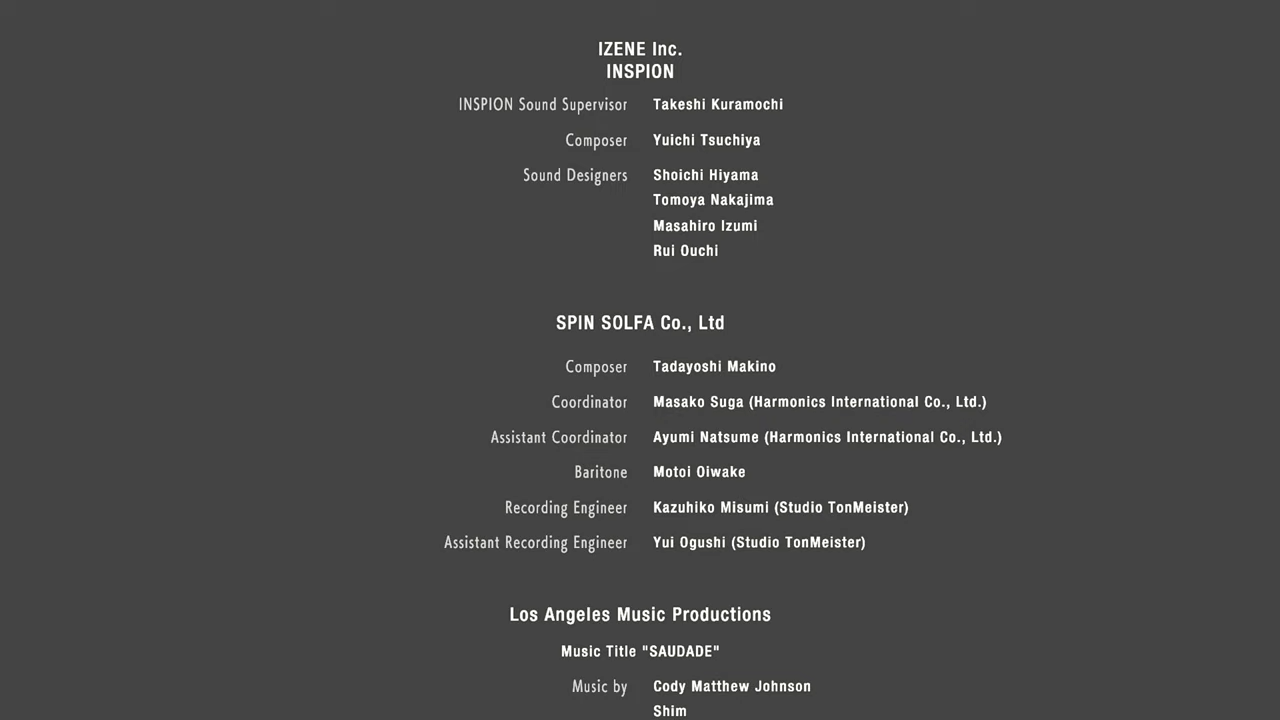 IZENE Inc.
INSPION
INSPION Sound Supervisor Takeshi Kuramochi
Composer Yuichi Tsuchiya
Sound Designers Shoichi Hiyama
Tomoya Nakajima
Masahiro Izumi
Rui Ouchi
SPIN SOLFA Co., Ltd
Composer Tadayoshi Makino
Coordinator Masako Suga (Harmonics International Co., Ltd.)
Assistant Coordinator Ayumi Natsume (Harmonics International Co., Ltd.)
Baritone Motoi Oiwake
Recording Engineer Kazuhiko Misumi (Studio TonMeister)
Assistant Recording Engineer Yui Ogushi (Studio TonMeister)
Los Angeles Music Productions
Music Title "SAUDADE"
Music by Cody Matthew Johnson
Shim